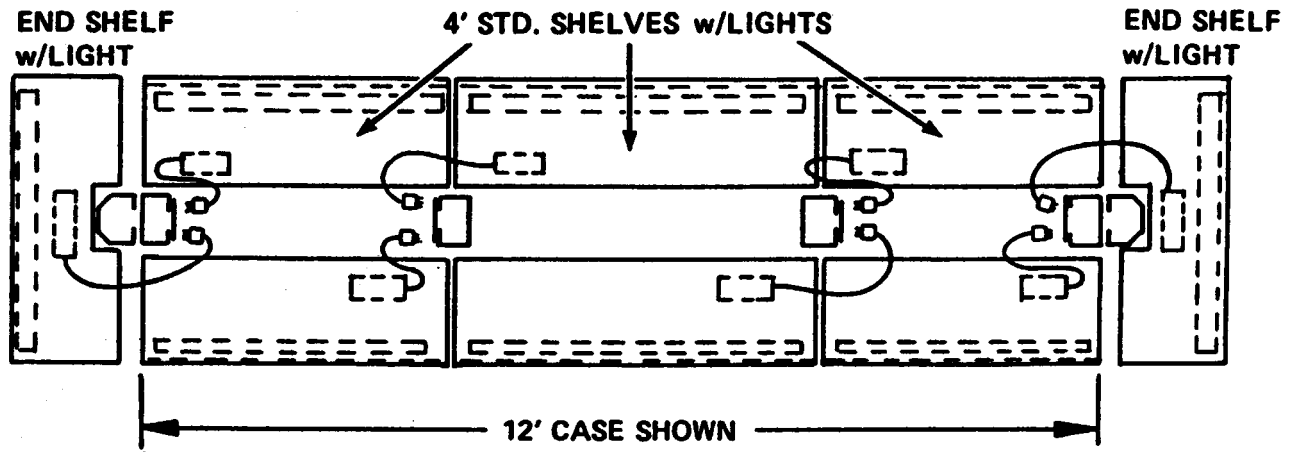 END SHELF
w/LIGHT
4' STD. SHELVES w/LIGHTS
END SHELF
w/LIGHT
12' CASE SHOWN